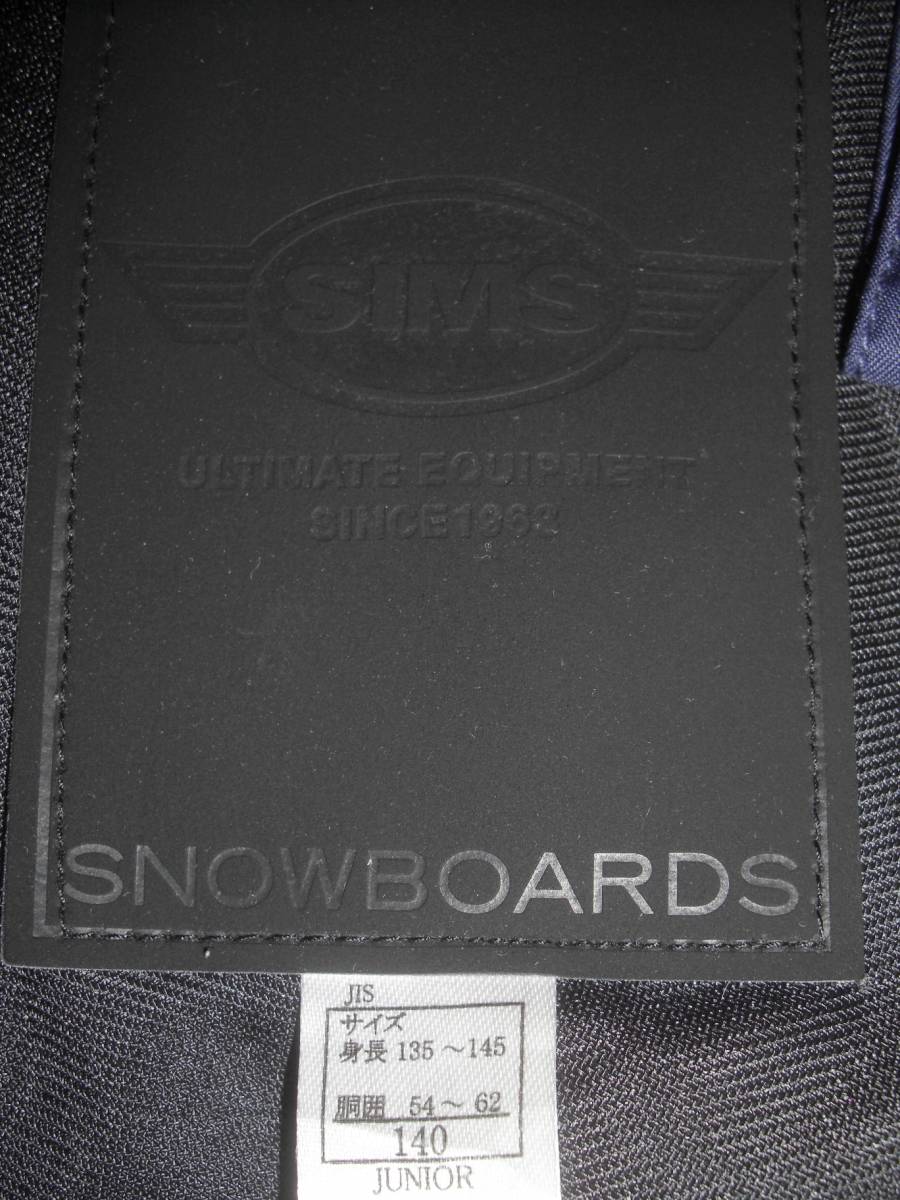 SIMS
ULTIMATE EQUIPMENT
SINCE1963
SNOWBOARDS
JIS
サイズ
身長 135～145
胴囲 54～62
140
JUNIOR